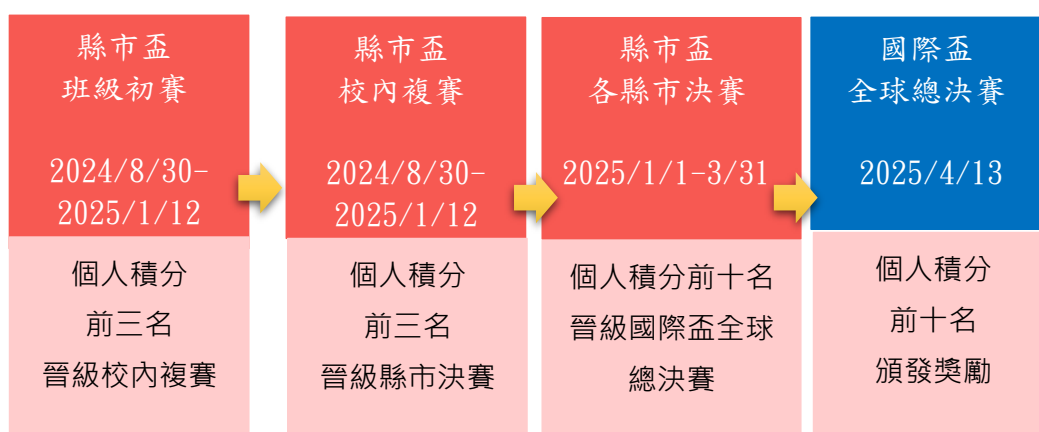 縣市盃
班級初賽
2024/8/30-
2025/1/12
個人積分
前三名
晉級校內複賽
縣市盃
校內複賽
2024/8/30-
2025/1/12
個人積分
前三名
晉級縣市決賽
縣市盃
各縣市決賽
2025/1/1-3/31
個人積分前十名
晉級國際盃全球
總決賽
國際盃
全球總決賽
2025/4/13
個人積分
前十名
頒發獎勵